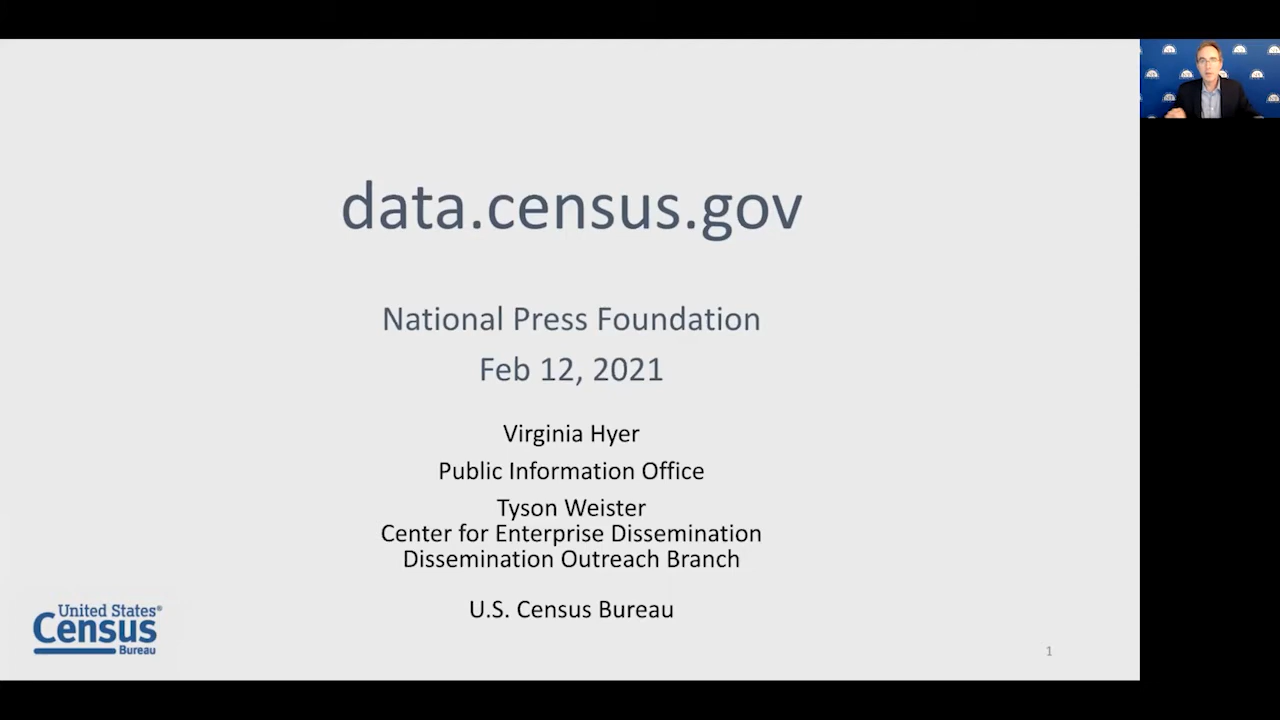 data.census.gov
National Press Foundation
Feb 12, 2021
Virginia Hyer
Public Information Office
Tyson Weister
Center for Enterprise Dissemination
Dissemination Outreach Branch
U.S. Census Bureau
United States®
Census
Bureau
1